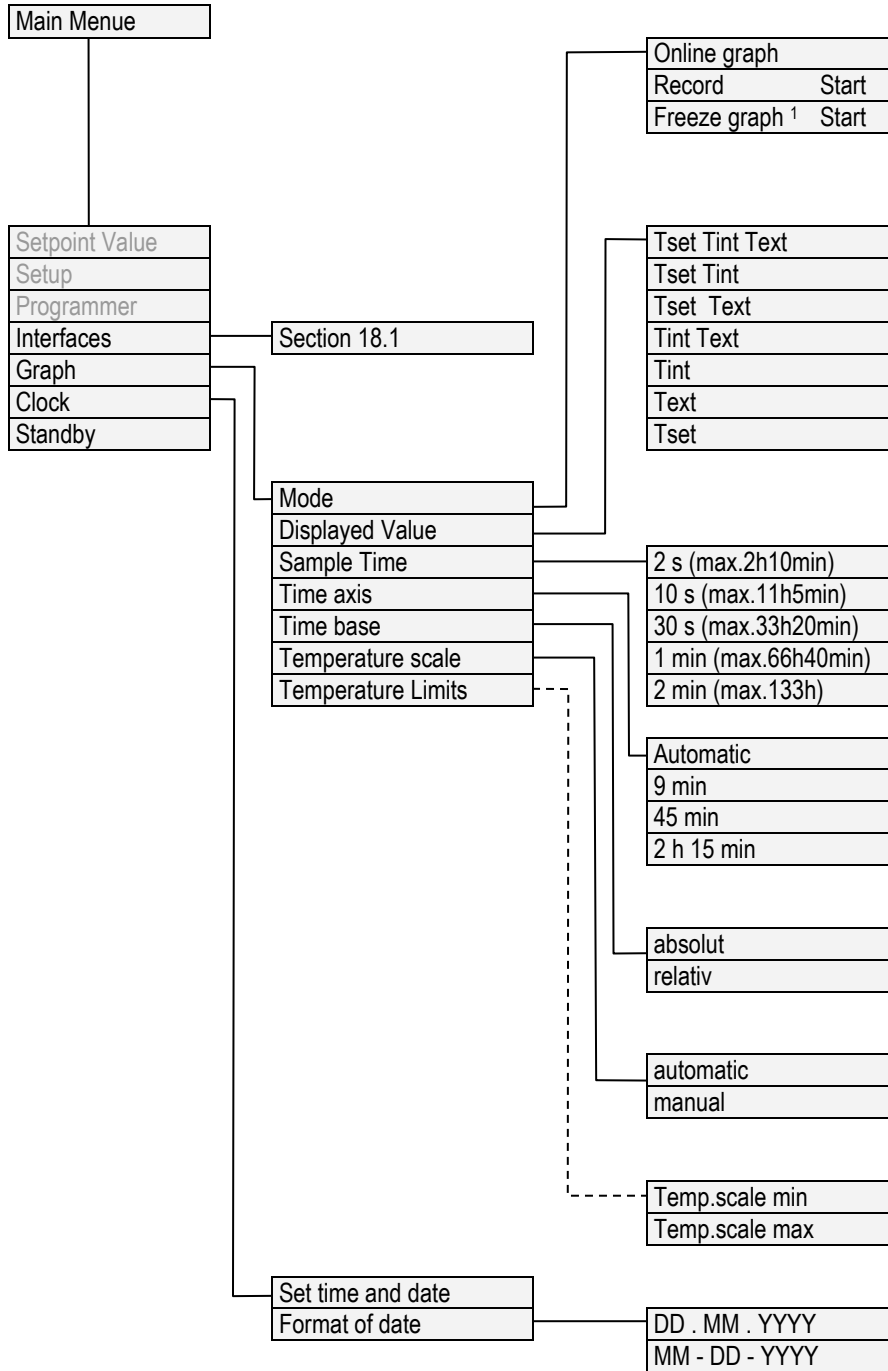 Main Menue
Setpoint Value
Setup
Programmer
Interfaces
Graph
Clock
Standby
Section 18.1
Mode
Displayed Value
Sample Time
Time axis
Time base
Temperature scale
Temperature Limits
Online graph
Record Start
Freeze graph ¹ Start
Tset Tint Text
Tset Tint
Tset Text
Tint Text
Tint
Text
Tset
2 s (max.2h10min)
10 s (max.11h5min)
30 s (max.33h20min)
1 min (max.66h40min)
2 min (max.133h)
Automatic
9 min
45 min
2 h 15 min
absolut
relativ
automatic
manual
Temp.scale min
Temp.scale max
Set time and date
Format of date
DD . MM . YYYY
MM - DD - YYYY